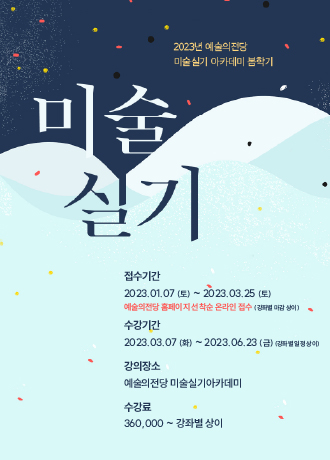 2023년 예술의전당
미술실기 아카데미 봄학기
미술
실기
접수기간
2023.01.07 (토) ~ 2023.03.25 (토)
예술의전당 홈페이지 선착순 온라인 접수 (강좌별 마감 상이)
수강기간
2023.03.07 (화) ~ 2023.06.23 (금) (강좌별 일정 상이)
강의장소
예술의전당 미술실기아카데미
수강료
360,000 ~ 강좌별 상이